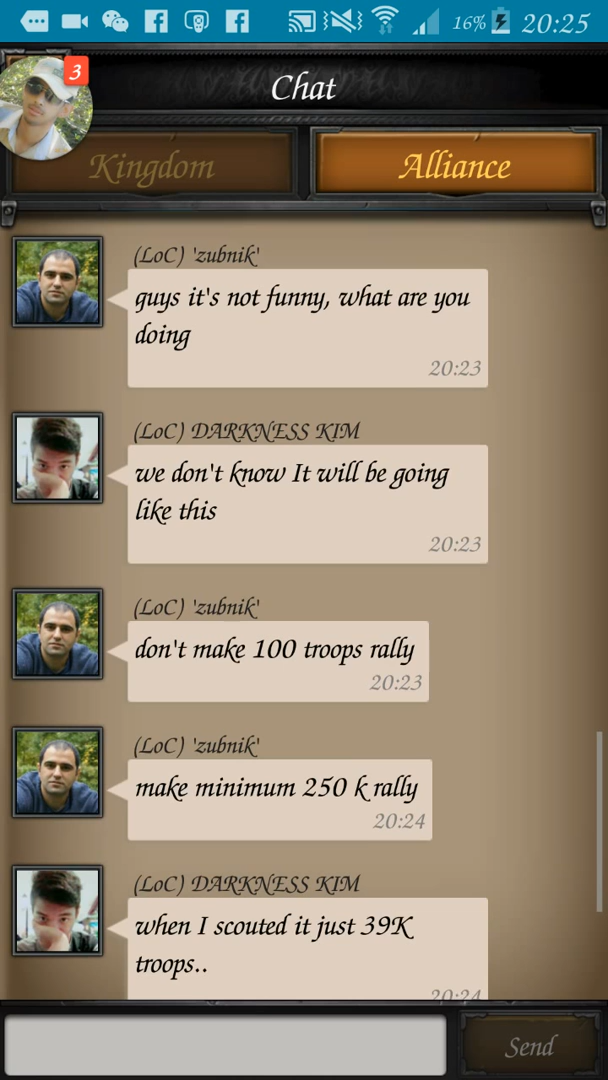 16% 20:25
3
Chat
Kingdom
Alliance
(LoC) 'zubnik'
guys it's not funny, what are you
doing
20:23
(LoC) DARKNESS KIM
we don't know It will be going
like this
20:23
(LoC) 'zubnik'
don't make 100 troops rally
20:23
(LoC) 'zubnik'
make minimum 250 k rally
20:24
(LoC) DARKNESS KIM
when I scouted it just 39K
troops..
20:24
Send